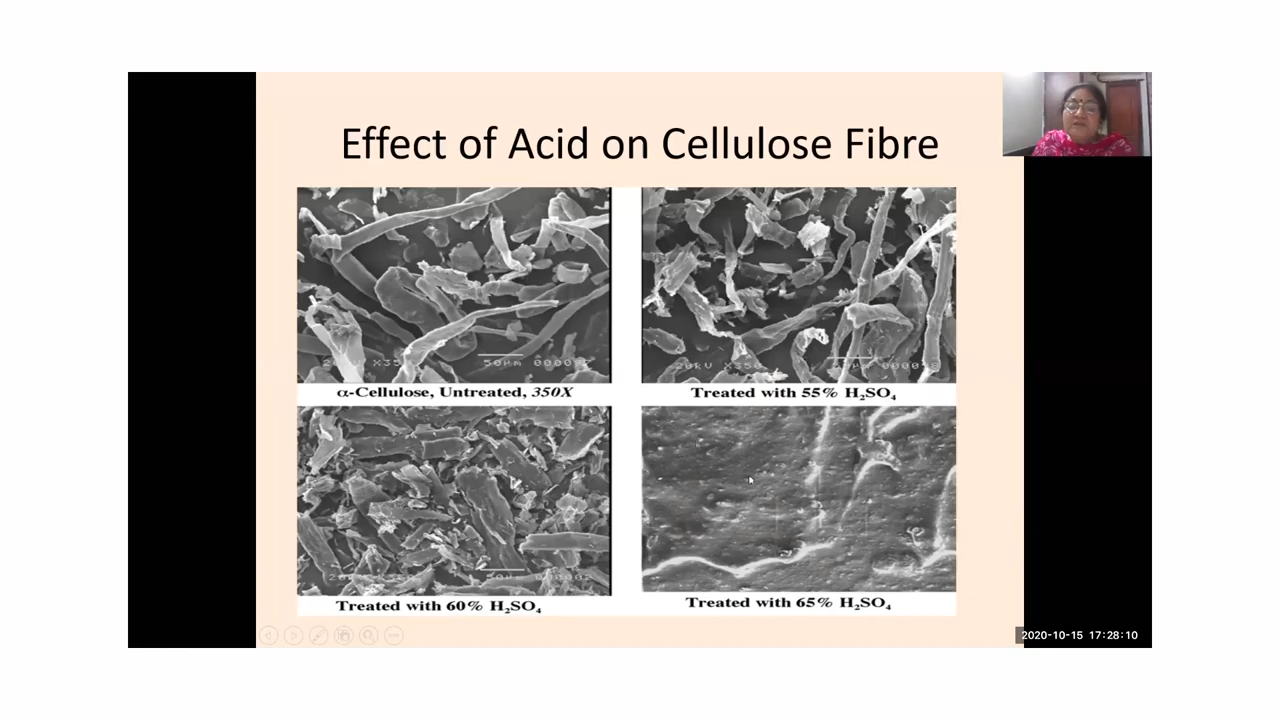 Effect of Acid on Cellulose Fibre
50µm
α-Cellulose, Untreated, 350X
Treated with 55% H₂SO₄
Treated with 60% H₂SO₄
Treated with 65% H₂SO₄
2020-10-15 17:28:10